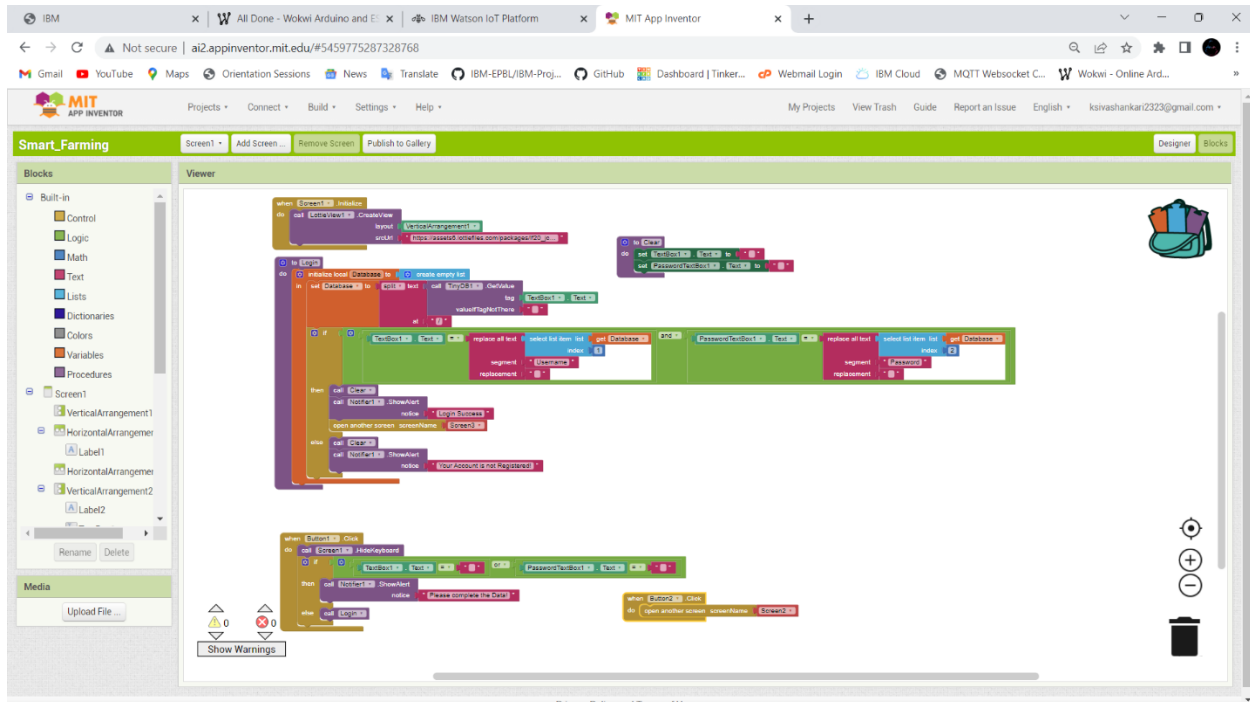 IBM
All Done - Wokwi Arduino and ES
IBM Watson IoT Platform
MIT App Inventor
Not secure | ai2.appinventor.mit.edu/#5459775287328768
Gmail YouTube Maps Orientation Sessions News Translate IBM-EPBL/IBM-Proj... GitHub Dashboard | Tinker... Webmail Login IBM Cloud MQTT Websocket C... Wokwi - Online Ard... »
MIT
APP INVENTOR
Projects Connect Build Settings Help My Projects View Trash Guide Report an Issue English ksivashankari2323@gmail.com
Smart_Farming Screen1 Add Screen ... Remove Screen Publish to Gallery Designer Blocks
Blocks
Built-in
Control
Logic
Math
Text
Lists
Dictionaries
Colors
Variables
Procedures
Screen1
VerticalArrangement1
HorizontalArrangemer
Label1
HorizontalArrangemer
VerticalArrangement2
Label2
Rename Delete
Media
Upload File ...
Viewer
when Screen1 .Initialize
do call LottieView1 .CreateView
layout VerticalArrangement1
srcUrl
to Clear
do set TextBox1 . Text to " "
set PasswordTextBox1 . Text to " "
to Login
do initialize local Database to create empty list
in set Database to split text call TinyDB1 .GetValue
tag TextBox1 . Text
valueIfTagNotThere " "
at
if TextBox1 . Text = replace all text select list item list get Database and PasswordTextBox1 . Text = replace all text select list item list get Database
index 1 index 2
segment " Username " segment " Password "
replacement " " replacement " "
then call Clear
call Notifier1 .ShowAlert
notice " Login Success "
open another screen screenName Screen3
else call Clear
call Notifier1 .ShowAlert
notice " Your Account is not Registered! "
when Button1 .Click
do call Screen1 .HideKeyboard
if TextBox1 . Text = " " or PasswordTextBox1 . Text = " "
then call Notifier1 .ShowAlert
notice " Please complete the Data! "
else call Login
when Button2 .Click
do open another screen screenName Screen2
0 0
Show Warnings